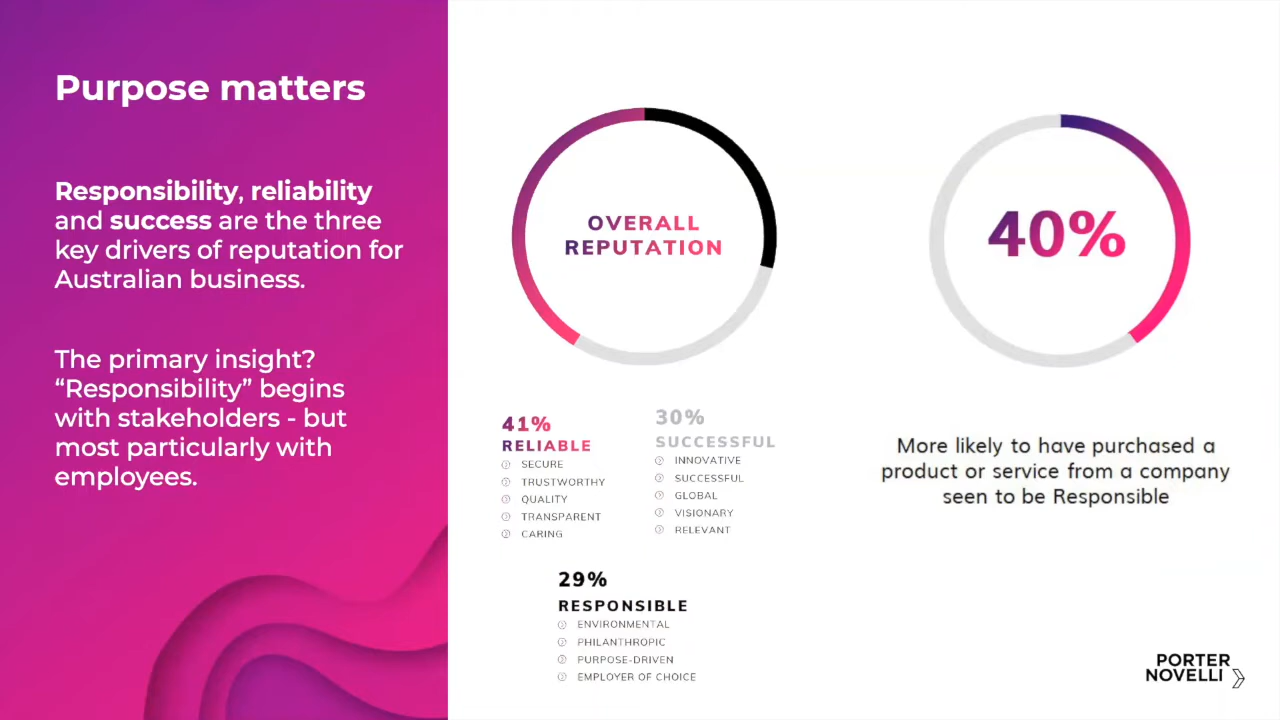 Purpose matters
Responsibility, reliability
and success are the three
key drivers of reputation for
Australian business.
The primary insight?
“Responsibility” begins
with stakeholders - but
most particularly with
employees.
OVERALL
REPUTATION
41%
RELIABLE
SECURE
TRUSTWORTHY
QUALITY
TRANSPARENT
CARING
30%
SUCCESSFUL
INNOVATIVE
SUCCESSFUL
GLOBAL
VISIONARY
RELEVANT
29%
RESPONSIBLE
ENVIRONMENTAL
PHILANTHROPIC
PURPOSE-DRIVEN
EMPLOYER OF CHOICE
40%
More likely to have purchased a
product or service from a company
seen to be Responsible
PORTER
NOVELLI